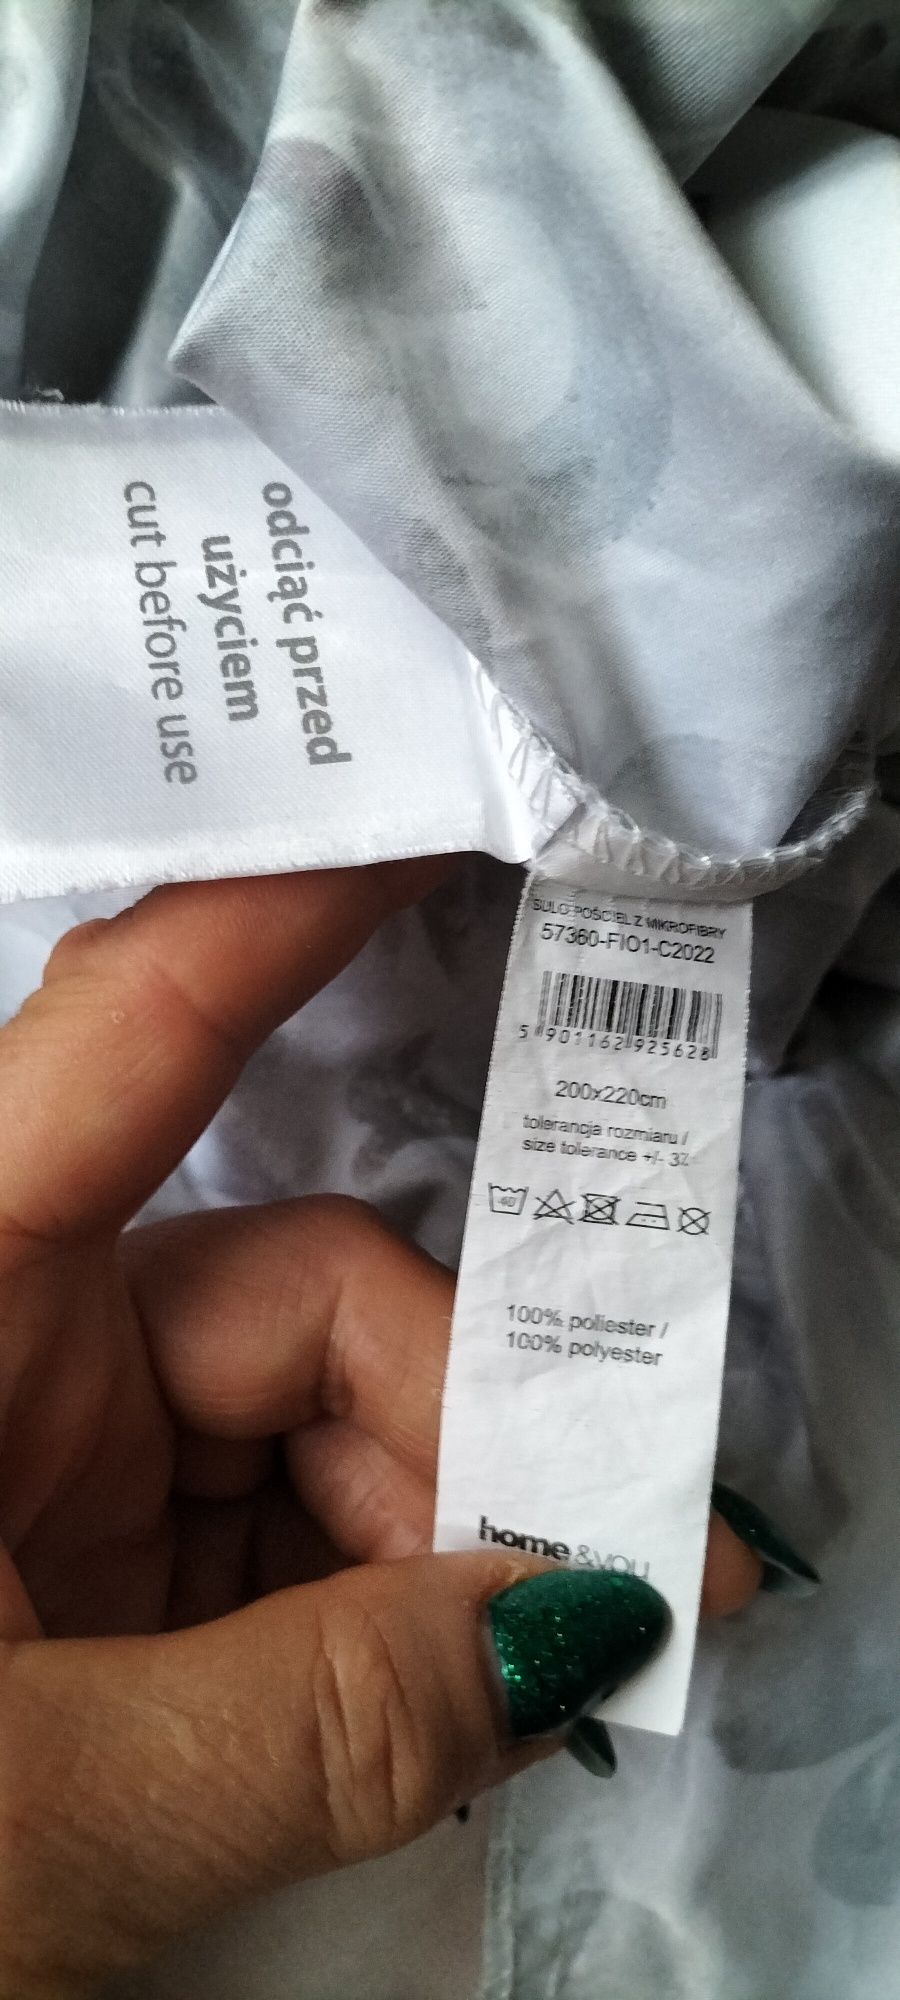 odciąć przed
użyciem
cut before use
SULO POŚCIEL Z MIKROFIBRY
57360-FIO1-C2022
5 901162 925628
200x220cm
tolerancja rozmiaru /
size tolerance +/- 3%
40
100% poliester /
100% polyester
home&you